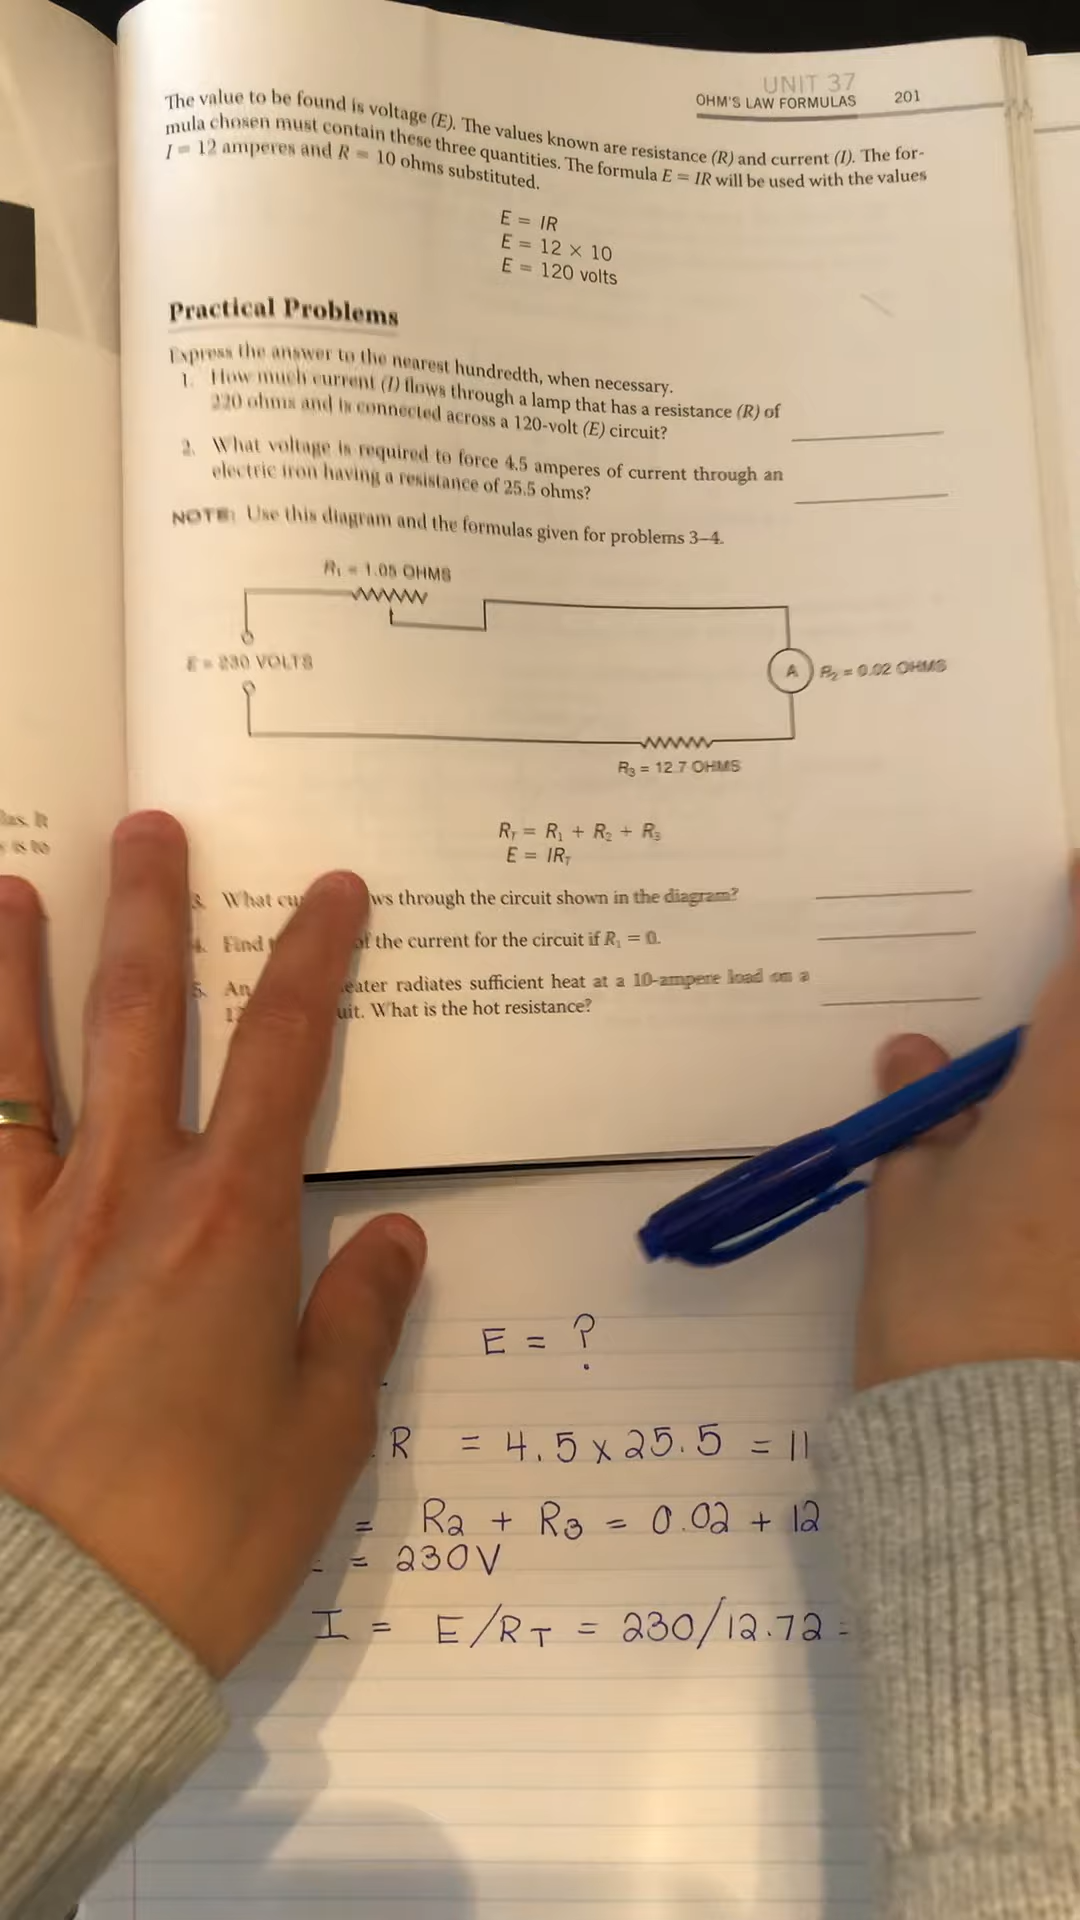 UNIT 37
OHM'S LAW FORMULAS 201
The value to be found is voltage (E). The values known are resistance (R) and current (I). The for-
mula chosen must contain these three quantities. The formula E = IR will be used with the values
I = 12 amperes and R = 10 ohms substituted.
E = IR
E = 12 × 10
E = 120 volts
Practical Problems
Express the answer to the nearest hundredth, when necessary.
1. How much current (I) flows through a lamp that has a resistance (R) of
220 ohms and is connected across a 120-volt (E) circuit?
2. What voltage is required to force 4.5 amperes of current through an
electric iron having a resistance of 25.5 ohms?
NOTE: Use this diagram and the formulas given for problems 3–4.
R₁ = 1.05 OHMS
E = 230 VOLTS
A R₂ = 0.02 OHMS
R₃ = 12.7 OHMS
R_T = R₁ + R₂ + R₃
E = IR_T
3. What cu ws through the circuit shown in the diagram?
4. Find of the current for the circuit if R₁ = 0.
5. An eater radiates sufficient heat at a 10-ampere load on a
uit. What is the hot resistance?
E = ?
R = 4.5 x 25.5 = 11
= R2 + R3 = 0.02 + 12
= 230V
I = E/RT = 230/12.72 =